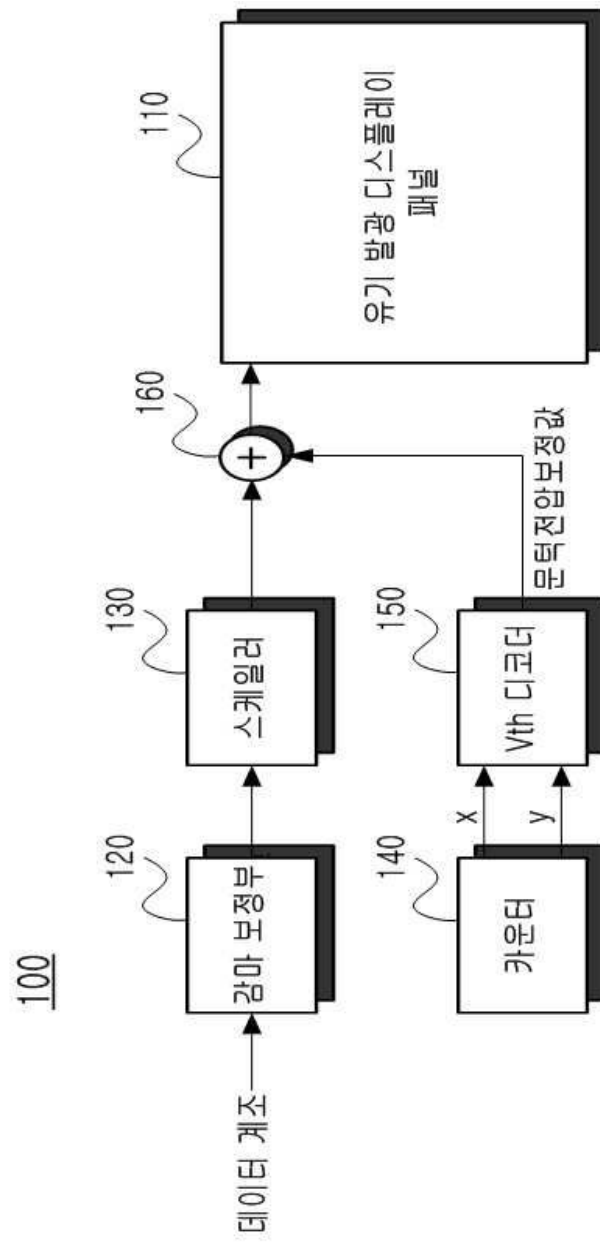 100
데이터 계조
120
감마 보정부
130
스케일러
160
+
110
유기 발광 디스플레이
패널
140
카운터
x
y
150
Vth 디코더
문턱전압보정값